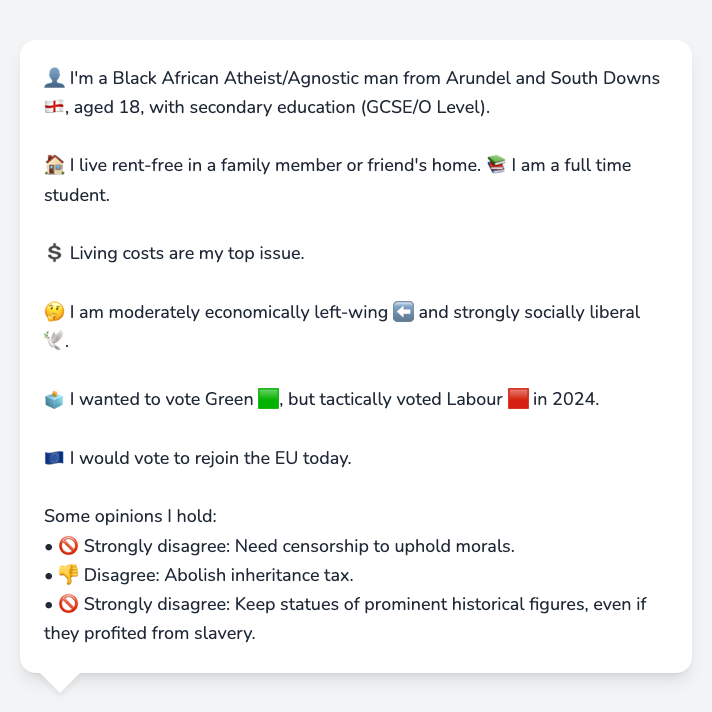 👤 I'm a Black African Atheist/Agnostic man from Arundel and South Downs
🏴󠁧󠁢󠁥󠁮󠁧󠁿, aged 18, with secondary education (GCSE/O Level).
🏠 I live rent-free in a family member or friend's home. 📚 I am a full time
student.
💲 Living costs are my top issue.
🤔 I am moderately economically left-wing ⬅️ and strongly socially liberal
🕊️.
🗳️ I wanted to vote Green 🟩, but tactically voted Labour 🟥 in 2024.
🇪🇺 I would vote to rejoin the EU today.
Some opinions I hold:
• 🚫 Strongly disagree: Need censorship to uphold morals.
• 👎 Disagree: Abolish inheritance tax.
• 🚫 Strongly disagree: Keep statues of prominent historical figures, even if
they profited from slavery.